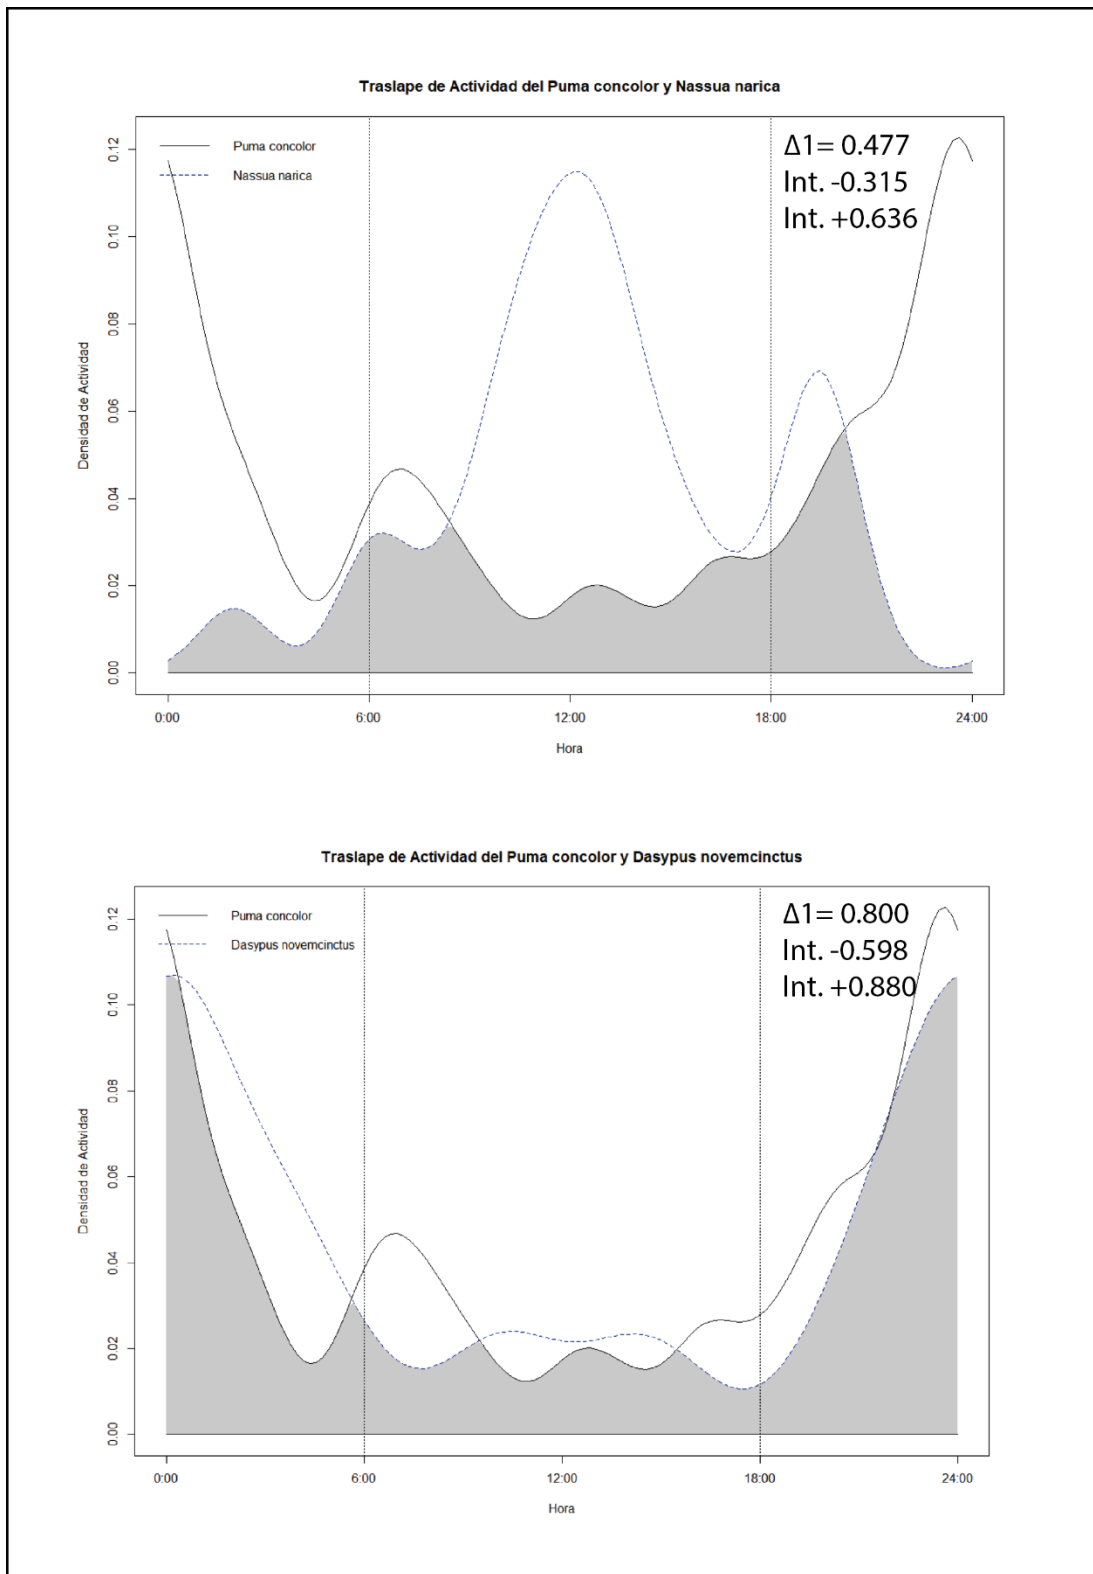 Traslape de Actividad del Puma concolor y Nassua narica
Puma concolor
Nassua narica
Δ1= 0.477
Int. -0.315
Int. +0.636
Densidad de Actividad
0.12
0.10
0.08
0.06
0.04
0.02
0.00
0:00 6:00 12:00 18:00 24:00
Hora
Traslape de Actividad del Puma concolor y Dasypus novemcinctus
Puma concolor
Dasypus novemcinctus
Δ1= 0.800
Int. -0.598
Int. +0.880
Densidad de Actividad
0.12
0.10
0.08
0.06
0.04
0.02
0.00
0:00 6:00 12:00 18:00 24:00
Hora